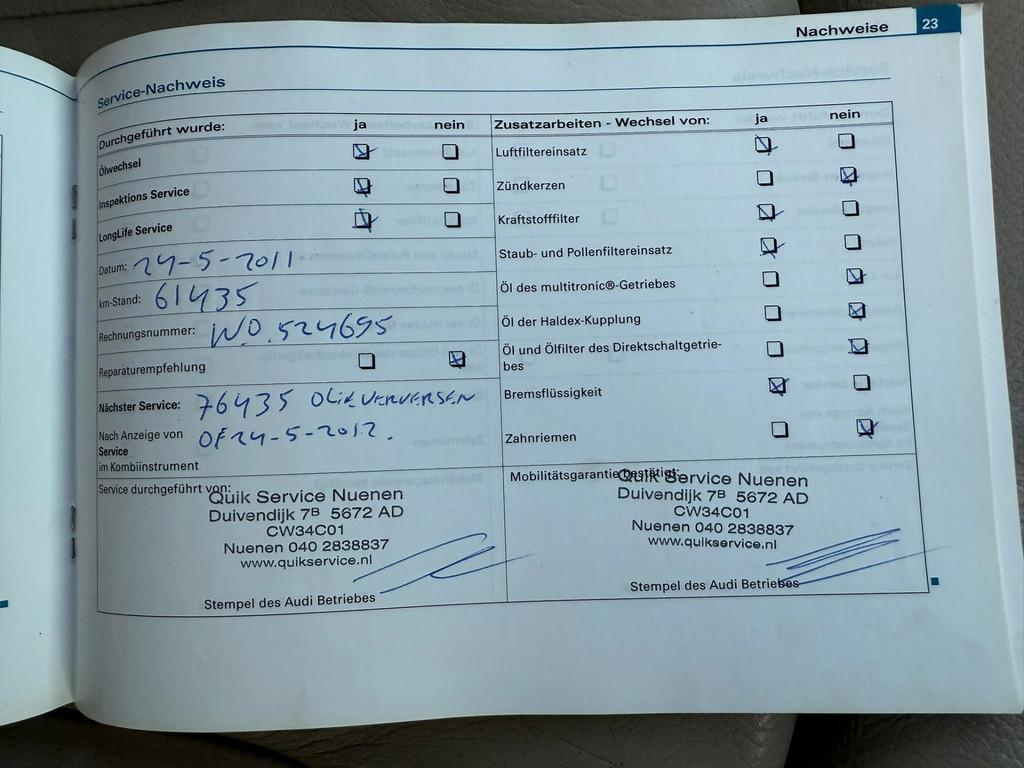 Nachweise 23
Service-Nachweis
Durchgeführt wurde: ja nein
Ölwechsel
Inspektions Service
LongLife Service
Datum: 24-5-2011
km-Stand: 61435
Rechnungsnummer: W.O. 524695
Reparaturempfehlung
Nächster Service: 76435 OLIE VERVERSEN
Nach Anzeige von OF 24-5-2012.
Service
im Kombiinstrument
Zusatzarbeiten - Wechsel von: ja nein
Luftfiltereinsatz
Zündkerzen
Kraftstofffilter
Staub- und Pollenfiltereinsatz
Öl des multitronic®-Getriebes
Öl der Haldex-Kupplung
Öl und Ölfilter des Direktschaltgetrie-
bes
Bremsflüssigkeit
Zahnriemen
Service durchgeführt von:
Quik Service Nuenen
Duivendijk 7B 5672 AD
CW34C01
Nuenen 040 2838837
www.quikservice.nl
Stempel des Audi Betriebes
Mobilitätsgarantie bestätigt:
Quik Service Nuenen
Duivendijk 7B 5672 AD
CW34C01
Nuenen 040 2838837
www.quikservice.nl
Stempel des Audi Betriebes